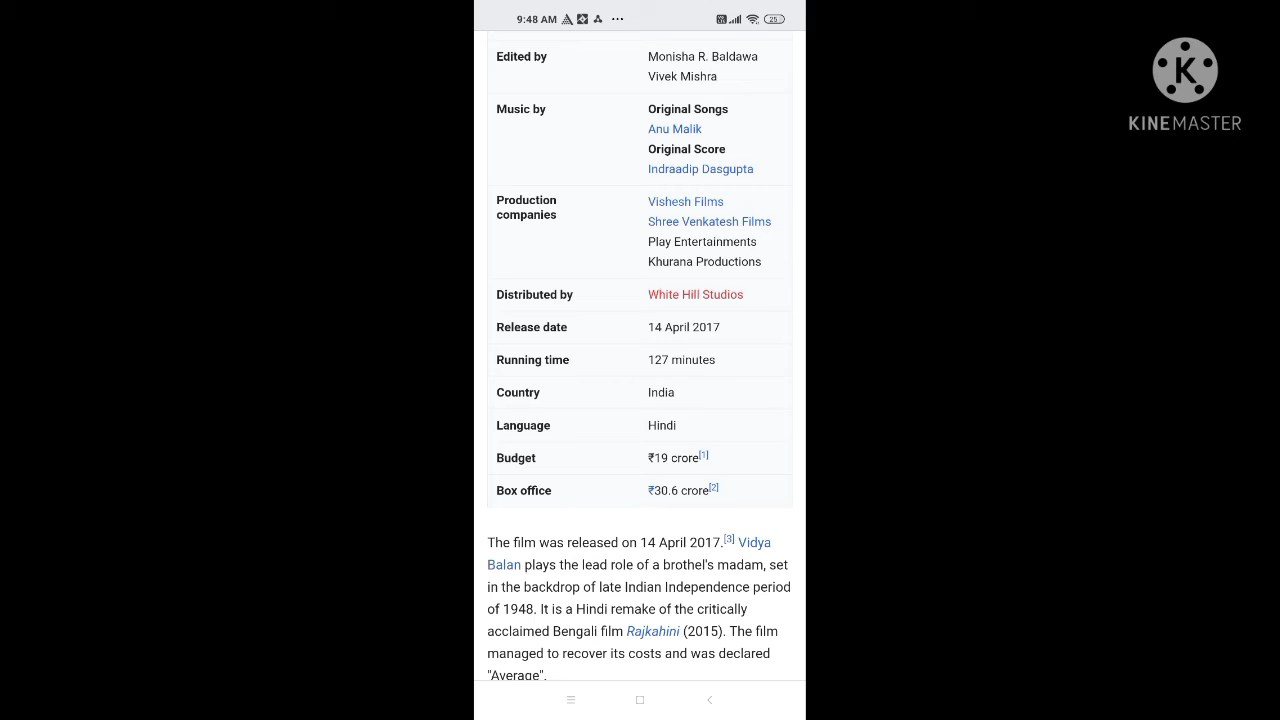 9:48 AM ...
25
KINEMASTER
Edited by Monisha R. Baldawa
Vivek Mishra
Music by Original Songs
Anu Malik
Original Score
Indraadip Dasgupta
Production Vishesh Films
companies Shree Venkatesh Films
Play Entertainments
Khurana Productions
Distributed by White Hill Studios
Release date 14 April 2017
Running time 127 minutes
Country India
Language Hindi
Budget ₹19 crore[1]
Box office ₹30.6 crore[2]
The film was released on 14 April 2017.[3] Vidya
Balan plays the lead role of a brothel's madam, set
in the backdrop of late Indian Independence period
of 1948. It is a Hindi remake of the critically
acclaimed Bengali film Rajkahini (2015). The film
managed to recover its costs and was declared
"Average".